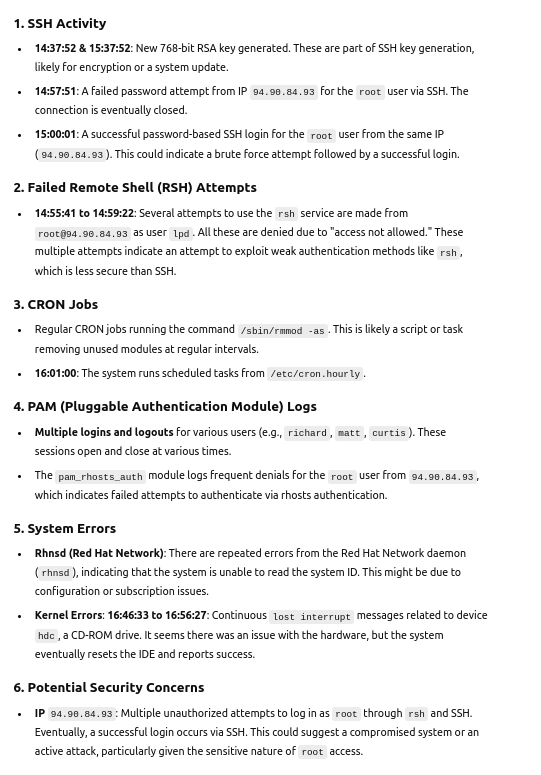 1. SSH Activity
• 14:37:52 & 15:37:52: New 768-bit RSA key generated. These are part of SSH key generation,
likely for encryption or a system update.
• 14:57:51: A failed password attempt from IP 94.90.84.93 for the root user via SSH. The
connection is eventually closed.
• 15:00:01: A successful password-based SSH login for the root user from the same IP
( 94.90.84.93 ). This could indicate a brute force attempt followed by a successful login.
2. Failed Remote Shell (RSH) Attempts
• 14:55:41 to 14:59:22: Several attempts to use the rsh service are made from
root@94.90.84.93 as user lpd . All these are denied due to "access not allowed." These
multiple attempts indicate an attempt to exploit weak authentication methods like rsh ,
which is less secure than SSH.
3. CRON Jobs
• Regular CRON jobs running the command /sbin/rmmod -as . This is likely a script or task
removing unused modules at regular intervals.
• 16:01:00: The system runs scheduled tasks from /etc/cron.hourly .
4. PAM (Pluggable Authentication Module) Logs
• Multiple logins and logouts for various users (e.g., richard , matt , curtis ). These
sessions open and close at various times.
• The pam_rhosts_auth module logs frequent denials for the root user from 94.90.84.93 ,
which indicates failed attempts to authenticate via rhosts authentication.
5. System Errors
• Rhnsd (Red Hat Network): There are repeated errors from the Red Hat Network daemon
( rhnsd ), indicating that the system is unable to read the system ID. This might be due to
configuration or subscription issues.
• Kernel Errors: 16:46:33 to 16:56:27: Continuous lost interrupt messages related to device
hdc , a CD-ROM drive. It seems there was an issue with the hardware, but the system
eventually resets the IDE and reports success.
6. Potential Security Concerns
• IP 94.90.84.93 : Multiple unauthorized attempts to log in as root through rsh and SSH.
Eventually, a successful login occurs via SSH. This could suggest a compromised system or an
active attack, particularly given the sensitive nature of root access.